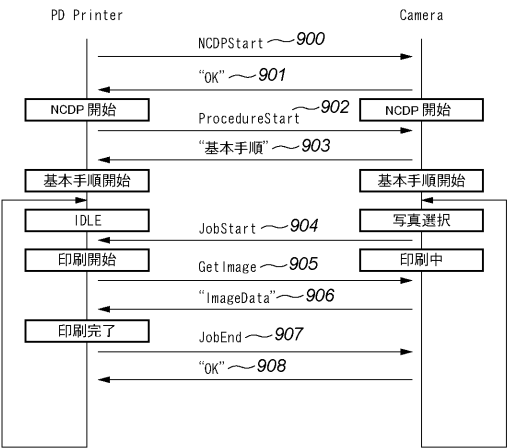 PD Printer
Camera
NCDPStart 900
“OK” 901
NCDP 開始
NCDP 開始
902
ProcedureStart
“基本手順” 903
基本手順開始
基本手順開始
IDLE
写真選択
JobStart 904
印刷開始
印刷中
GetImage 905
“ImageData” 906
印刷完了
JobEnd 907
“OK” 908